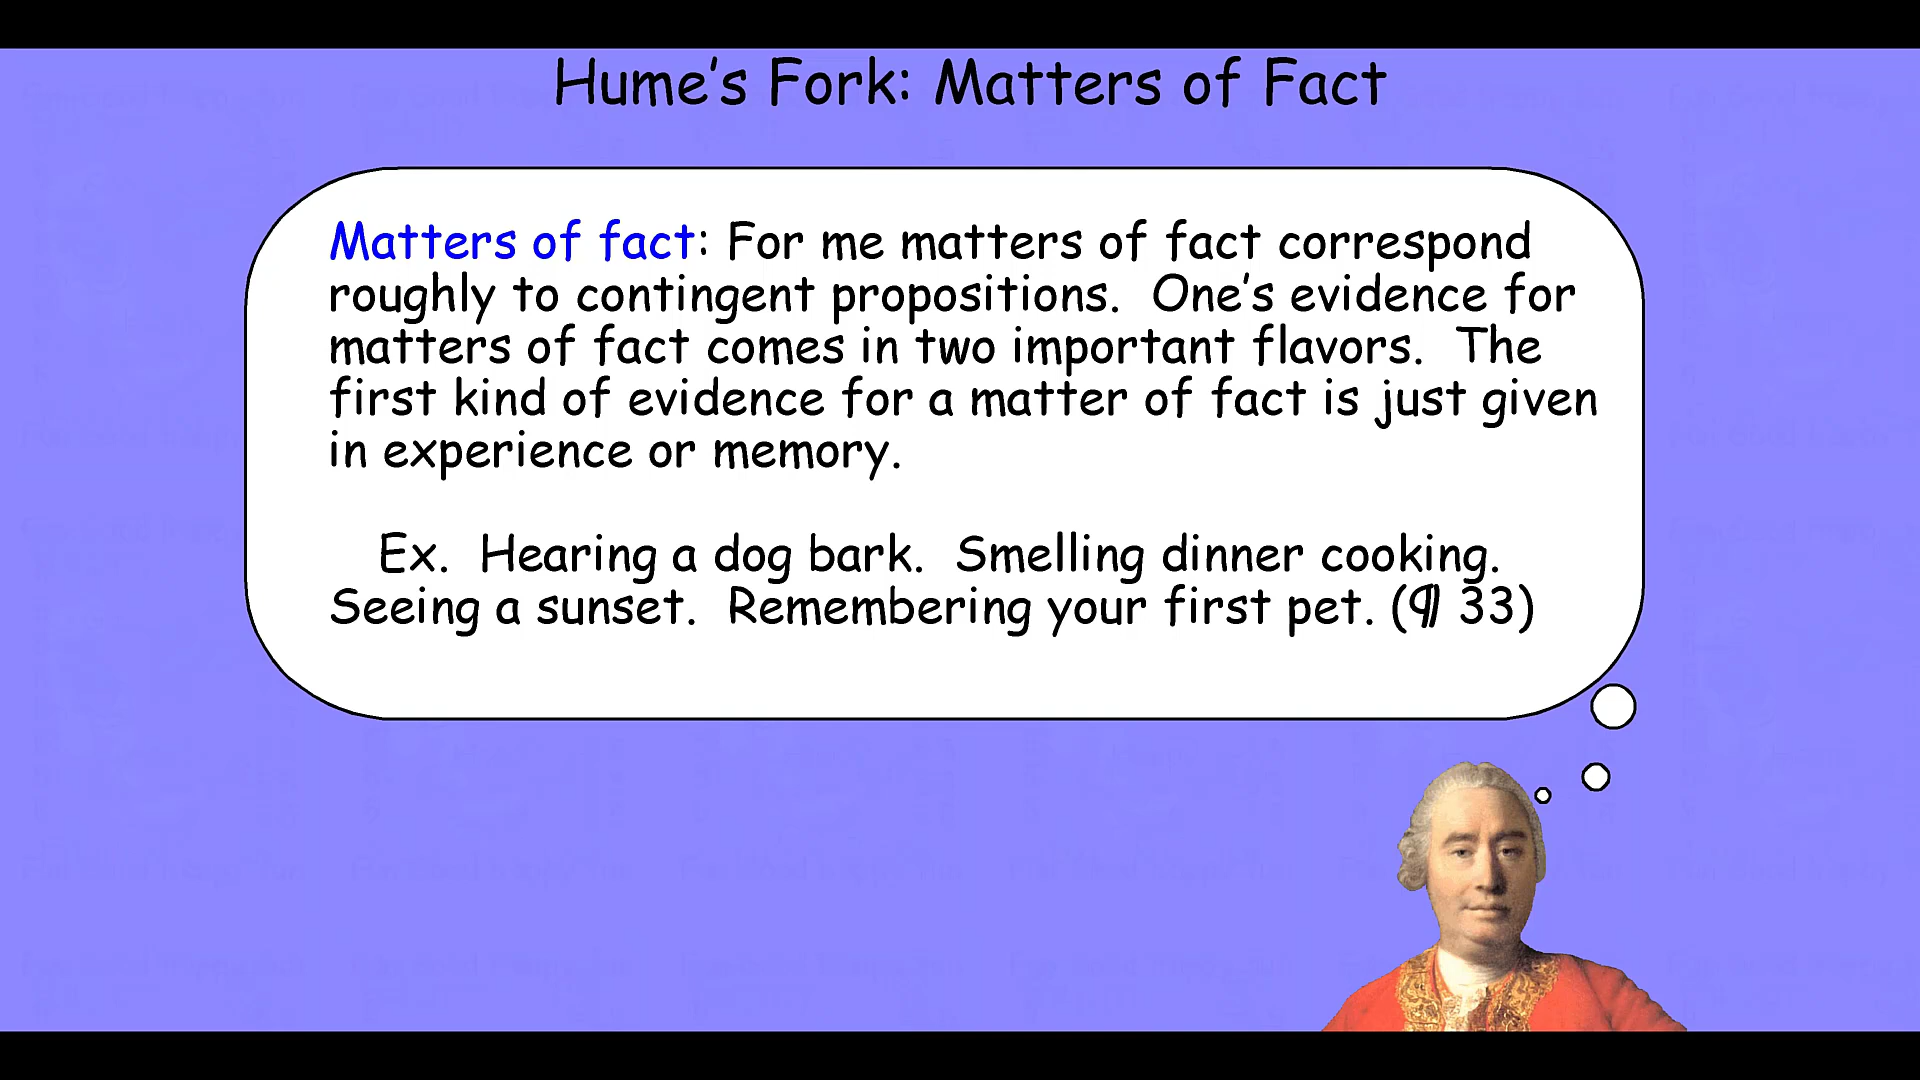 Hume's Fork: Matters of Fact
Matters of fact: For me matters of fact correspond
roughly to contingent propositions.  One's evidence for
matters of fact comes in two important flavors.  The
first kind of evidence for a matter of fact is just given
in experience or memory.
Ex.  Hearing a dog bark.  Smelling dinner cooking.
Seeing a sunset.  Remembering your first pet. (¶ 33)